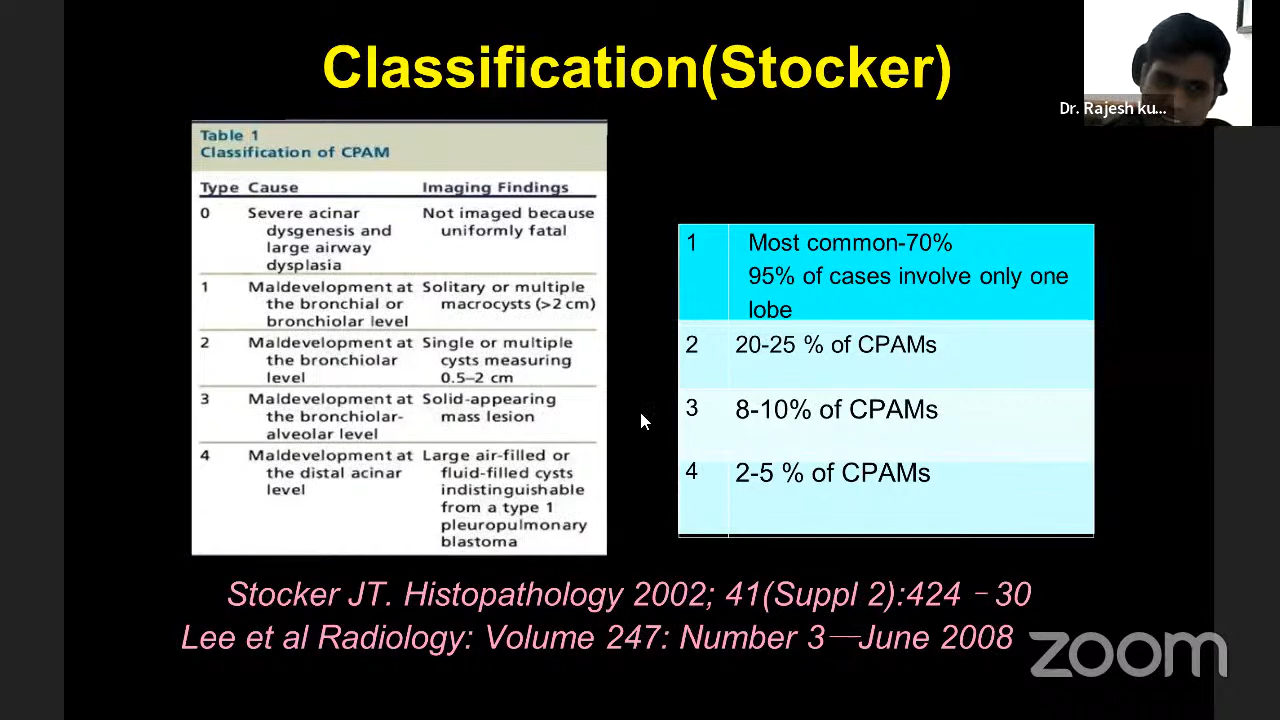 Classification(Stocker)
Dr. Rajesh ku...
Table 1
Classification of CPAM
Type Cause Imaging Findings
0 Severe acinar Not imaged because
dysgenesis and uniformly fatal
large airway
dysplasia
1 Maldevelopment at Solitary or multiple
the bronchial or macrocysts (>2 cm)
bronchiolar level
2 Maldevelopment at Single or multiple
the bronchiolar cysts measuring
level 0.5–2 cm
3 Maldevelopment at Solid-appearing
the bronchiolar- mass lesion
alveolar level
4 Maldevelopment at Large air-filled or
the distal acinar fluid-filled cysts
level indistinguishable
from a type 1
pleuropulmonary
blastoma
1 Most common-70%
95% of cases involve only one
lobe
2 20-25 % of CPAMs
3 8-10% of CPAMs
4 2-5 % of CPAMs
Stocker JT. Histopathology 2002; 41(Suppl 2):424 – 30
Lee et al Radiology: Volume 247: Number 3—June 2008
zoom